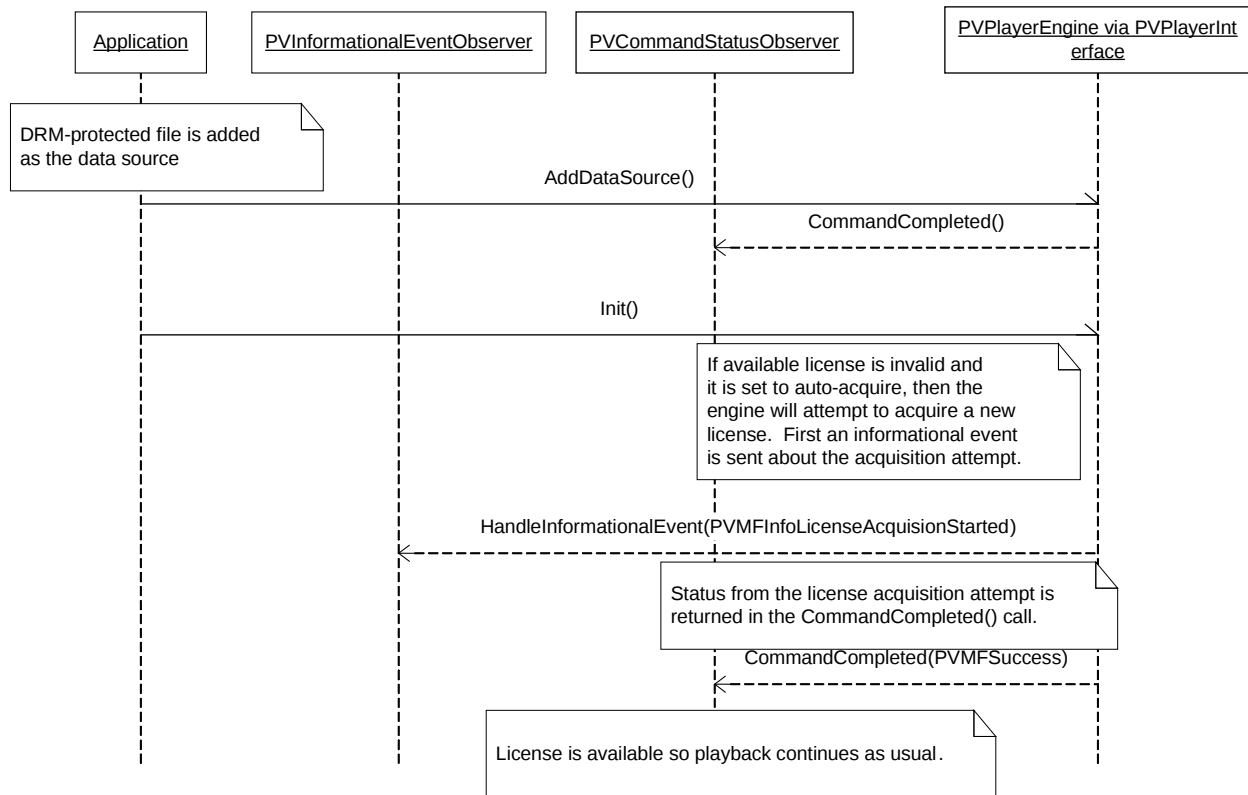 Application
PVInformationalEventObserver
PVCommandStatusObserver
PVPlayerEngine via PVPlayerInt
erface
DRM-protected file is added
as the data source
AddDataSource()
CommandCompleted()
Init()
If available license is invalid and
it is set to auto-acquire, then the
engine will attempt to acquire a new
license.  First an informational event
is sent about the acquisition attempt.
HandleInformationalEvent(PVMFInfoLicenseAcquisionStarted)
Status from the license acquisition attempt is
returned in the CommandCompleted() call.
CommandCompleted(PVMFSuccess)
License is available so playback continues as usual.